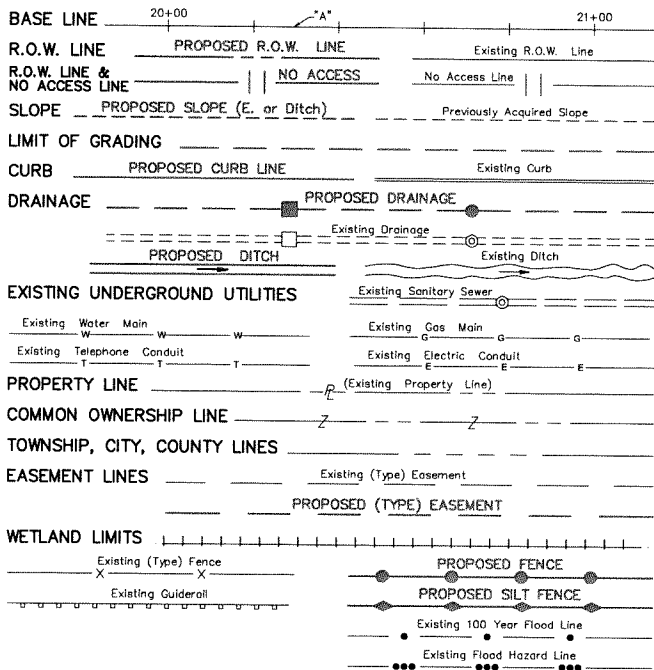 BASE LINE 20+00 "A" 21+00
R.O.W. LINE PROPOSED R.O.W. LINE Existing R.O.W. Line
R.O.W. LINE & NO ACCESS LINE NO ACCESS No Access Line
SLOPE PROPOSED SLOPE (E. or Ditch) Previously Acquired Slope
LIMIT OF GRADING
CURB PROPOSED CURB LINE Existing Curb
DRAINAGE PROPOSED DRAINAGE
Existing Drainage
PROPOSED DITCH Existing Ditch
EXISTING UNDERGROUND UTILITIES Existing Sanitary Sewer
Existing Water Main Existing Gas Main
W W W G G G
Existing Telephone Conduit Existing Electric Conduit
T T T E E E
PROPERTY LINE PL (Existing Property Line)
COMMON OWNERSHIP LINE Z Z
TOWNSHIP, CITY, COUNTY LINES
EASEMENT LINES Existing (Type) Easement
PROPOSED (TYPE) EASEMENT
WETLAND LIMITS
Existing (Type) Fence PROPOSED FENCE
X X
Existing Guiderail PROPOSED SILT FENCE
Existing 100 Year Flood Line
Existing Flood Hazard Line